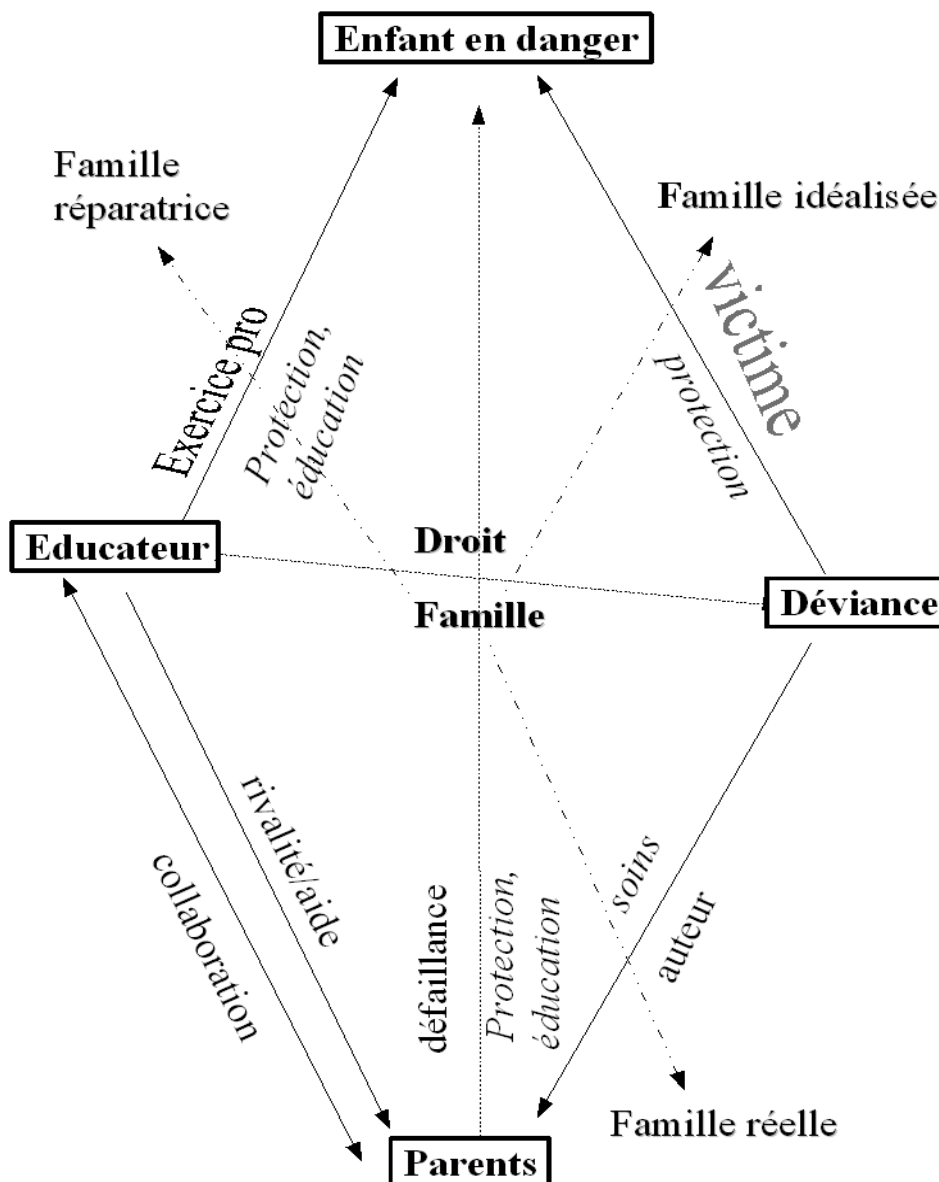 Enfant en danger
Famille
réparatrice
Famille idéalisée
victime
protection
Exercice pro
Protection,
éducation
Educateur
Droit
Famille
Déviance
rivalité/aide
collaboration
défaillance
Protection,
éducation
soins
auteur
Famille réelle
Parents